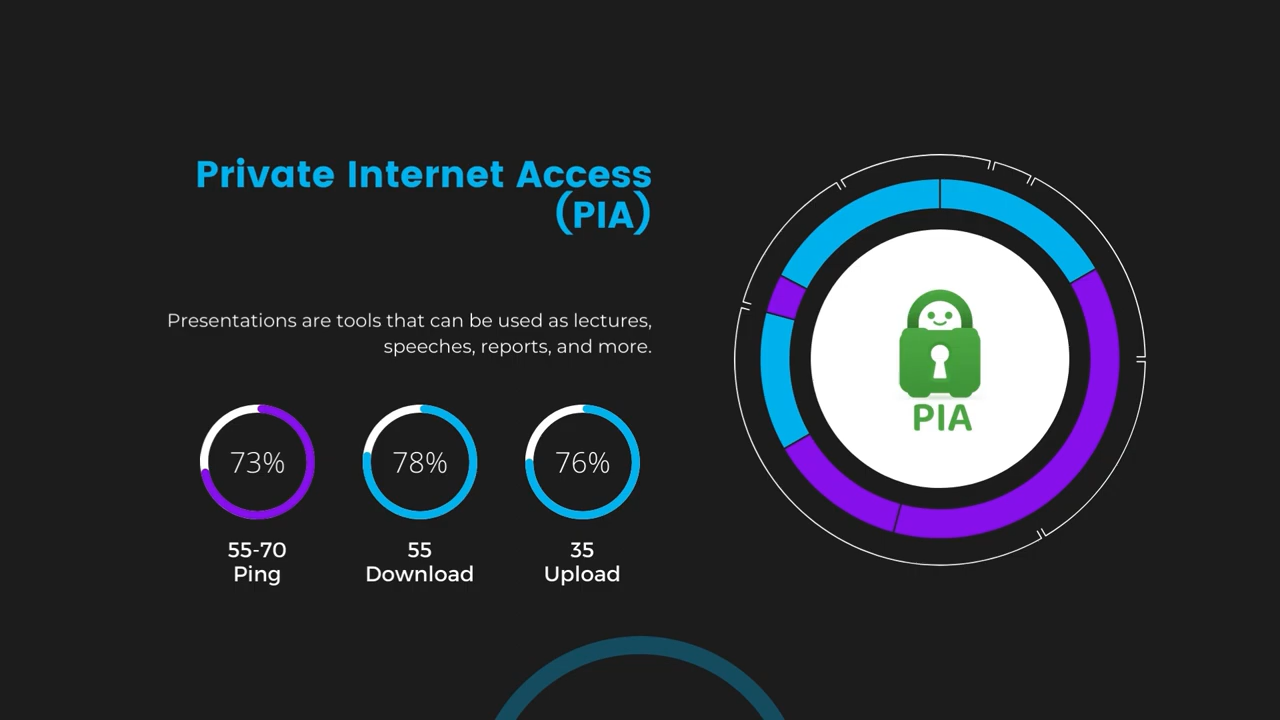 Private Internet Access
(PIA)
Presentations are tools that can be used as lectures,
speeches, reports, and more.
73%
78%
76%
55-70
Ping
55
Download
35
Upload
PIA